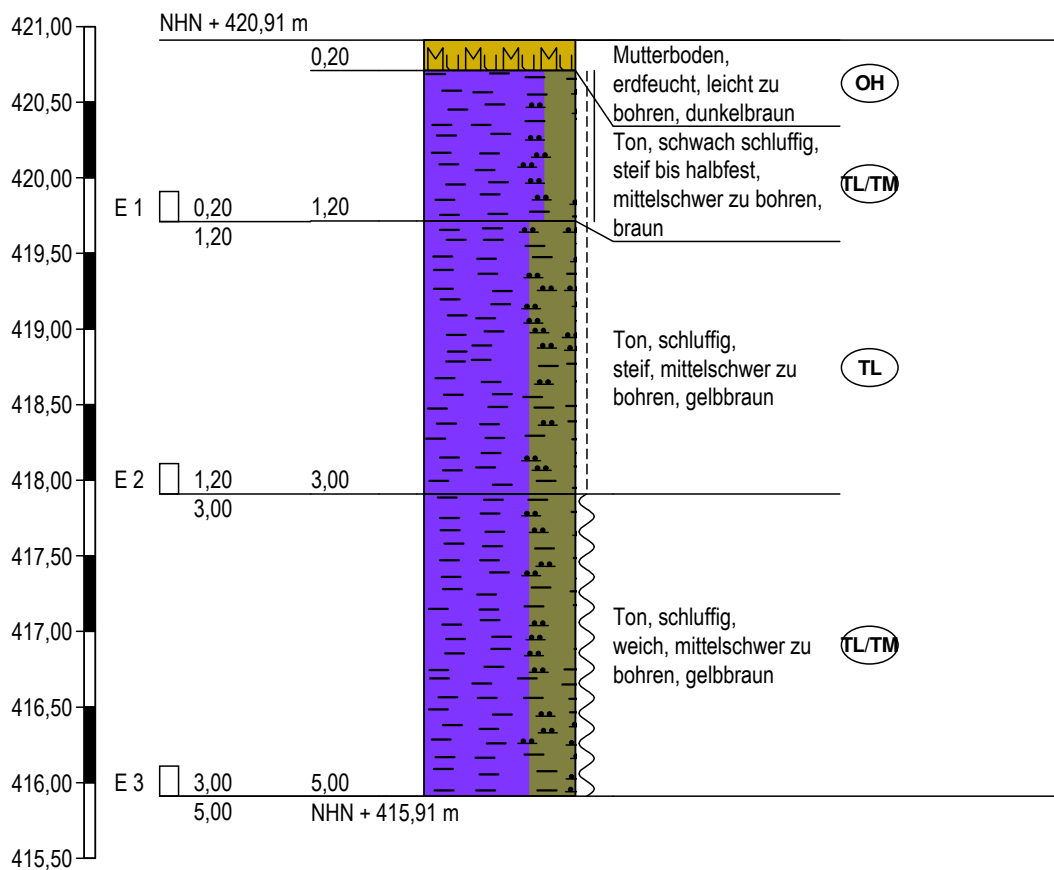 421,00
420,50
420,00
419,50
419,00
418,50
418,00
417,50
417,00
416,50
416,00
415,50
NHN + 420,91 m
0,20
M M M M
Mutterboden,
erdfeucht, leicht zu
bohren, dunkelbraun
OH
Ton, schwach schluffig,
steif bis halbfest,
mittelschwer zu bohren,
braun
TL/TM
E 1 0,20 1,20
1,20
Ton, schluffig,
steif, mittelschwer zu
bohren, gelbbraun
TL
E 2 1,20 3,00
3,00
Ton, schluffig,
weich, mittelschwer zu
bohren, gelbbraun
TL/TM
E 3 3,00 5,00
5,00 NHN + 415,91 m